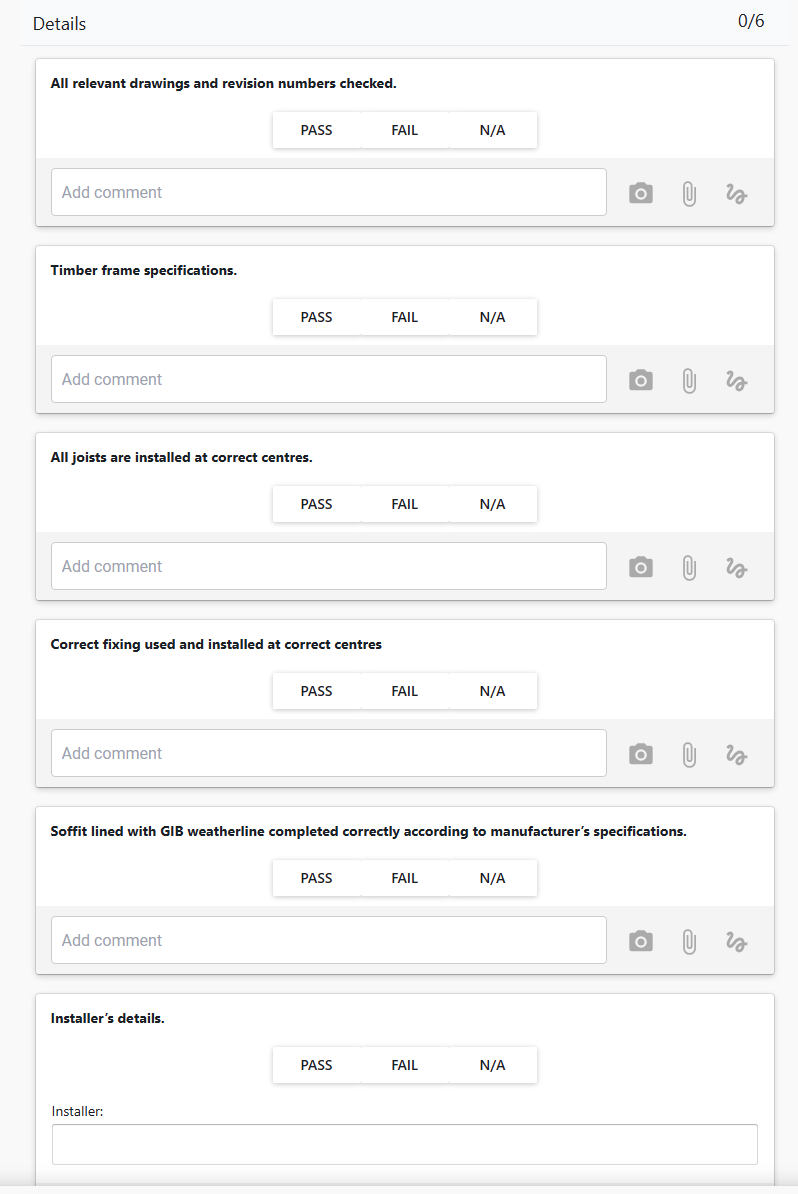 Details
0/6
All relevant drawings and revision numbers checked.
PASS FAIL N/A
Add comment
Timber frame specifications.
PASS FAIL N/A
Add comment
All joists are installed at correct centres.
PASS FAIL N/A
Add comment
Correct fixing used and installed at correct centres
PASS FAIL N/A
Add comment
Soffit lined with GIB weatherline completed correctly according to manufacturer’s specifications.
PASS FAIL N/A
Add comment
Installer’s details.
PASS FAIL N/A
Installer: